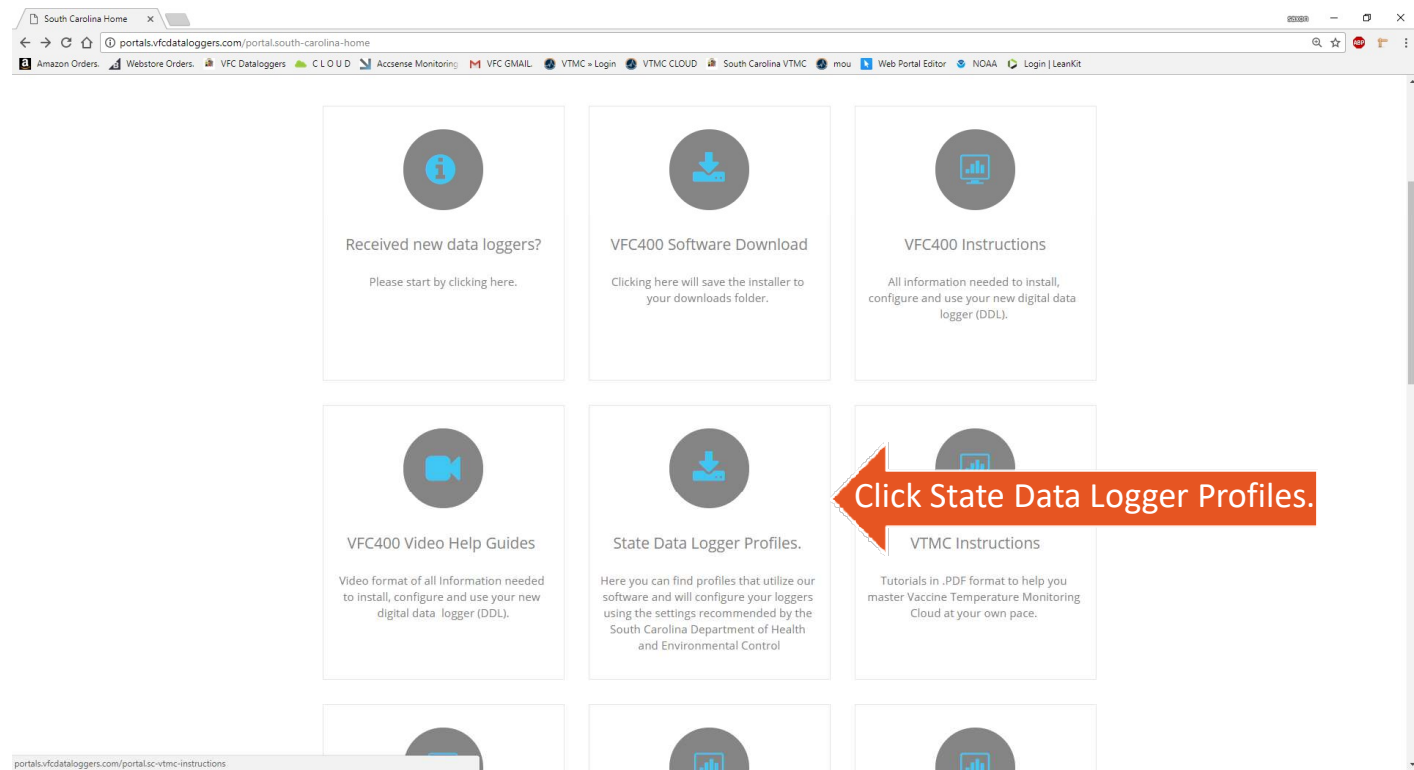 South Carolina Home
saxon
portals.vfcdataloggers.com/portal.south-carolina-home
ABP
a Amazon Orders. Webstore Orders. VFC Dataloggers C L O U D Accsense Monitoring M VFC GMAIL. VTMC » Login VTMC CLOUD South Carolina VTMC mou Web Portal Editor NOAA Login | LeanKit
Received new data loggers?
Please start by clicking here.
VFC400 Software Download
Clicking here will save the installer to
your downloads folder.
VFC400 Instructions
All information needed to install,
configure and use your new digital data
logger (DDL).
VFC400 Video Help Guides
Video format of all Information needed
to install, configure and use your new
digital data logger (DDL).
State Data Logger Profiles.
Here you can find profiles that utilize our
software and will configure your loggers
using the settings recommended by the
South Carolina Department of Health
and Environmental Control
Click State Data Logger Profiles.
VTMC Instructions
Tutorials in .PDF format to help you
master Vaccine Temperature Monitoring
Cloud at your own pace.
portals.vfcdataloggers.com/portal.sc-vtmc-instructions